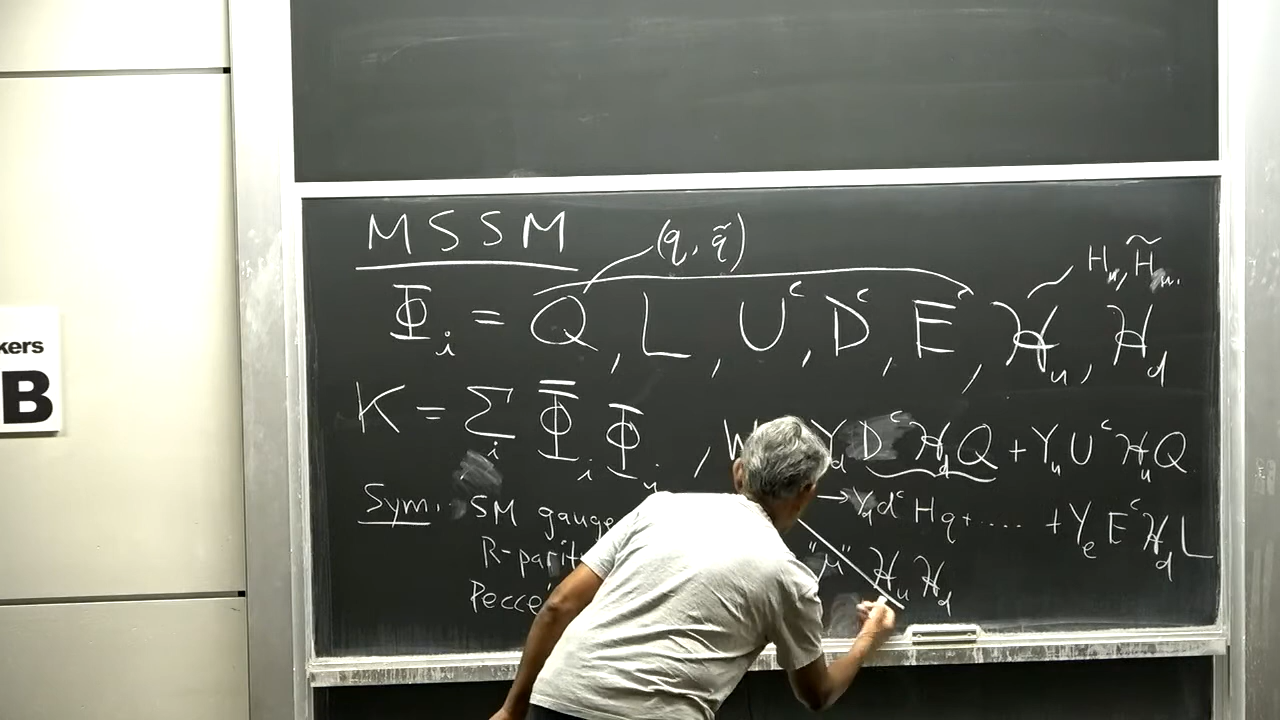 MSSM
(q, q̃)
H_u, H̃_u.
Φ_i = Q, L, U^c, D^c, E^c, H_u, H_d
K = Σ_i Φ̄_i Φ_i , W Y_d D^c H_d Q + Y_u U^c H_u Q
→ Y_d d^c H q + ..... + Y_e E^c H_d L
Sym. SM gauge
R-parit
"μ" H_u H_d
Pecce
kers
B